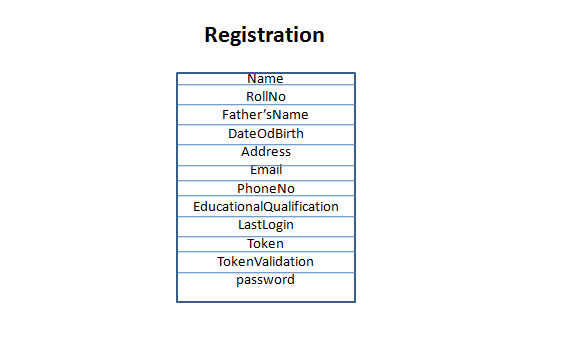 Registration
Name
RollNo
Father’sName
DateOdBirth
Address
Email
PhoneNo
EducationalQualification
LastLogin
Token
TokenValidation
password